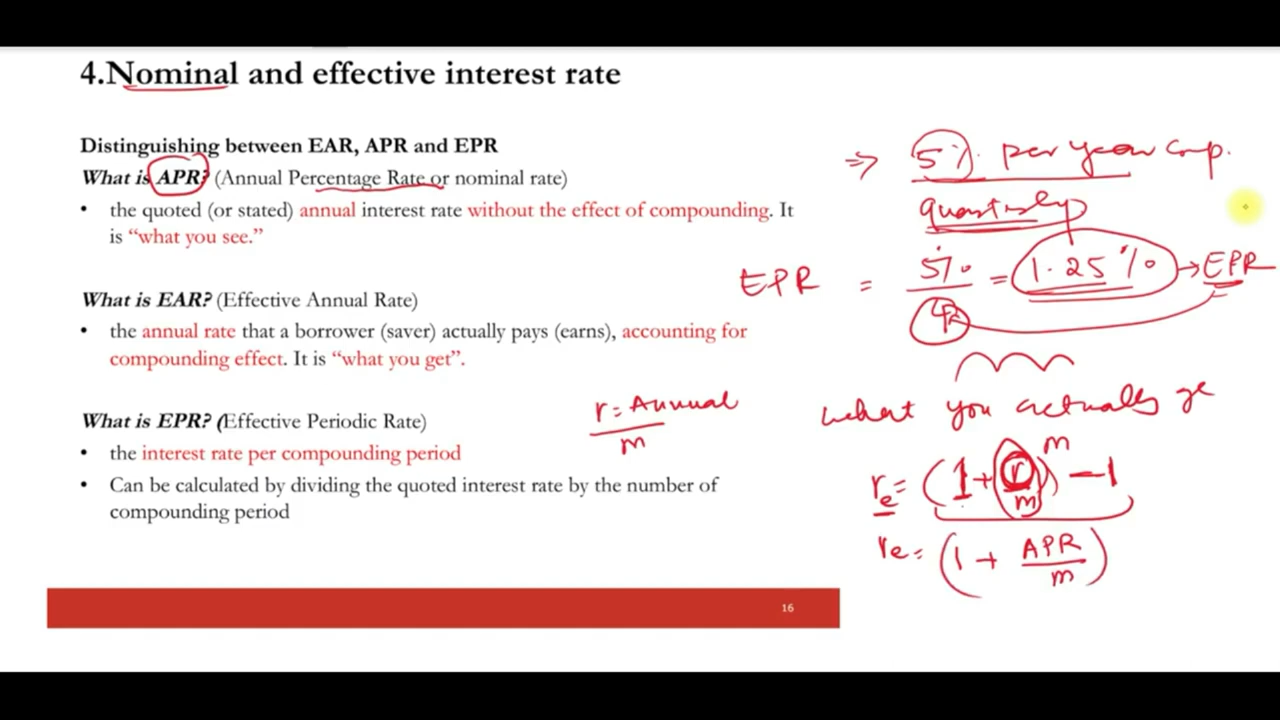 4.Nominal and effective interest rate
Distinguishing between EAR, APR and EPR
What is APR? (Annual Percentage Rate or nominal rate)
• the quoted (or stated) annual interest rate without the effect of compounding. It
is “what you see.”
What is EAR? (Effective Annual Rate)
• the annual rate that a borrower (saver) actually pays (earns), accounting for
compounding effect. It is “what you get”.
What is EPR? (Effective Periodic Rate)
• the interest rate per compounding period
• Can be calculated by dividing the quoted interest rate by the number of
compounding period
r = Annual
m
⇒ 5% per year comp.
quarterly
EPR = 5% = 1.25% → EPR
4
what you actually ge
re = (1 + r/m)^m - 1
re = (1 + APR/m)
16